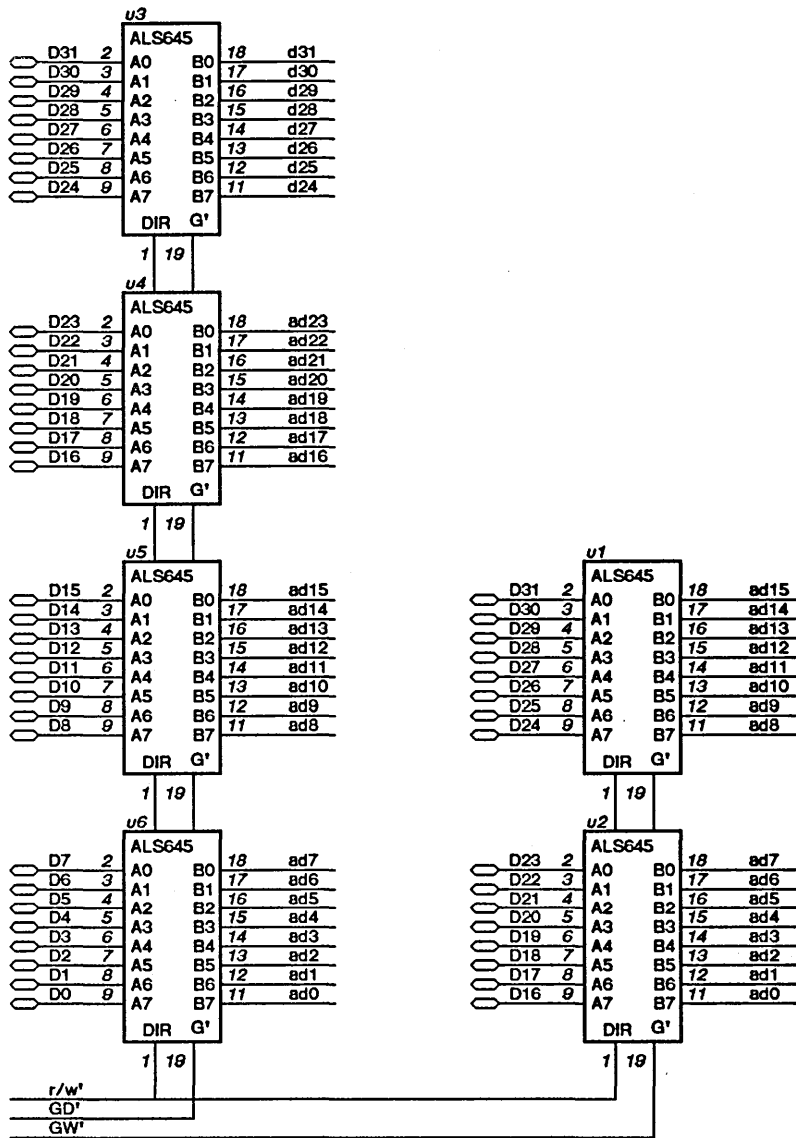 u3
ALS645
D31 2 A0 B0 18 d31
D30 3 A1 B1 17 d30
D29 4 A2 B2 16 d29
D28 5 A3 B3 15 d28
D27 6 A4 B4 14 d27
D26 7 A5 B5 13 d26
D25 8 A6 B6 12 d25
D24 9 A7 B7 11 d24
DIR G'
1 19
u4
ALS645
D23 2 A0 B0 18 ad23
D22 3 A1 B1 17 ad22
D21 4 A2 B2 16 ad21
D20 5 A3 B3 15 ad20
D19 6 A4 B4 14 ad19
D18 7 A5 B5 13 ad18
D17 8 A6 B6 12 ad17
D16 9 A7 B7 11 ad16
DIR G'
1 19
u5
ALS645
D15 2 A0 B0 18 ad15
D14 3 A1 B1 17 ad14
D13 4 A2 B2 16 ad13
D12 5 A3 B3 15 ad12
D11 6 A4 B4 14 ad11
D10 7 A5 B5 13 ad10
D9 8 A6 B6 12 ad9
D8 9 A7 B7 11 ad8
DIR G'
1 19
u6
ALS645
D7 2 A0 B0 18 ad7
D6 3 A1 B1 17 ad6
D5 4 A2 B2 16 ad5
D4 5 A3 B3 15 ad4
D3 6 A4 B4 14 ad3
D2 7 A5 B5 13 ad2
D1 8 A6 B6 12 ad1
D0 9 A7 B7 11 ad0
DIR G'
1 19
u1
ALS645
D31 2 A0 B0 18 ad15
D30 3 A1 B1 17 ad14
D29 4 A2 B2 16 ad13
D28 5 A3 B3 15 ad12
D27 6 A4 B4 14 ad11
D26 7 A5 B5 13 ad10
D25 8 A6 B6 12 ad9
D24 9 A7 B7 11 ad8
DIR G'
1 19
u2
ALS645
D23 2 A0 B0 18 ad7
D22 3 A1 B1 17 ad6
D21 4 A2 B2 16 ad5
D20 5 A3 B3 15 ad4
D19 6 A4 B4 14 ad3
D18 7 A5 B5 13 ad2
D17 8 A6 B6 12 ad1
D16 9 A7 B7 11 ad0
DIR G'
1 19
r/w'
GD'
GW'